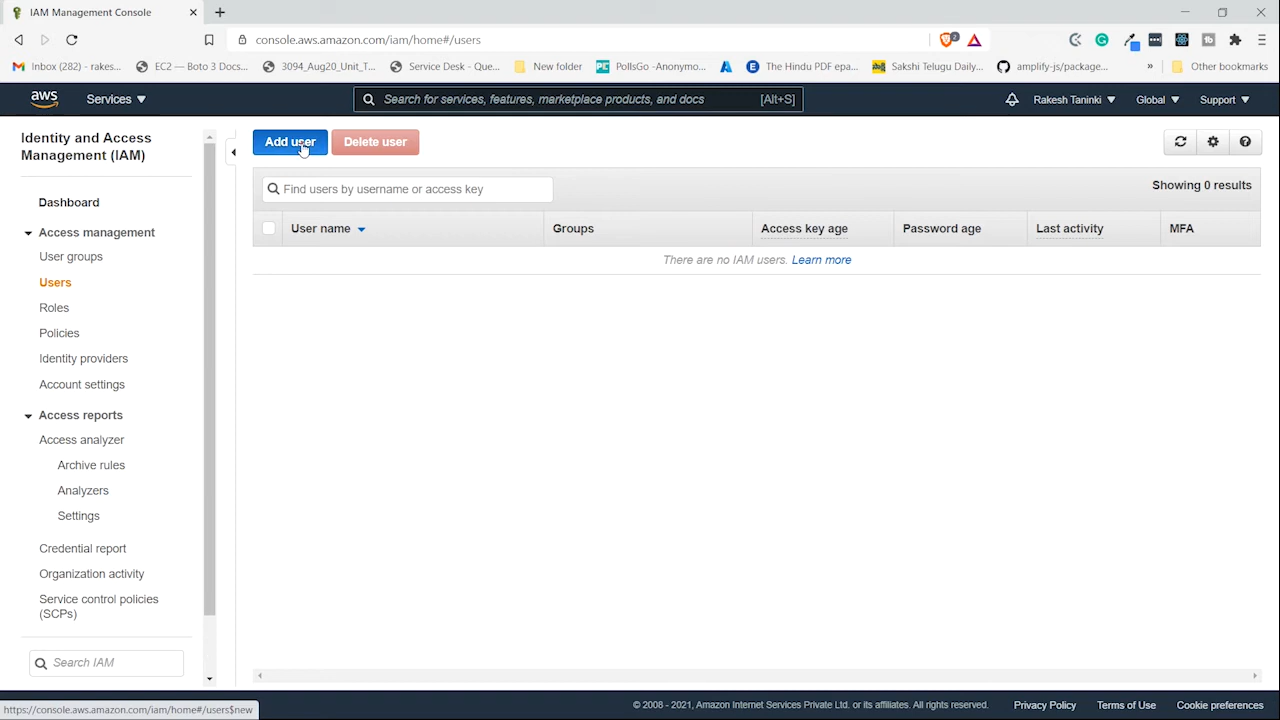 IAM Management Console
console.aws.amazon.com/iam/home#/users
2
Inbox (282) - rakes...
EC2 — Boto 3 Docs...
3094_Aug20_Unit_T...
Service Desk - Que...
New folder
PollsGo -Anonymo...
The Hindu PDF epa...
Sakshi Telugu Daily...
amplify-js/package...
»
Other bookmarks
aws
Services
Search for services, features, marketplace products, and docs
[Alt+S]
Rakesh Taninki
Global
Support
Identity and Access
Management (IAM)
Dashboard
Access management
User groups
Users
Roles
Policies
Identity providers
Account settings
Access reports
Access analyzer
Archive rules
Analyzers
Settings
Credential report
Organization activity
Service control policies
(SCPs)
Search IAM
Add user
Delete user
Find users by username or access key
Showing 0 results
User name
Groups
Access key age
Password age
Last activity
MFA
There are no IAM users. Learn more
https://console.aws.amazon.com/iam/home#/users$new
© 2008 - 2021, Amazon Internet Services Private Ltd. or its affiliates. All rights reserved.
Privacy Policy
Terms of Use
Cookie preferences